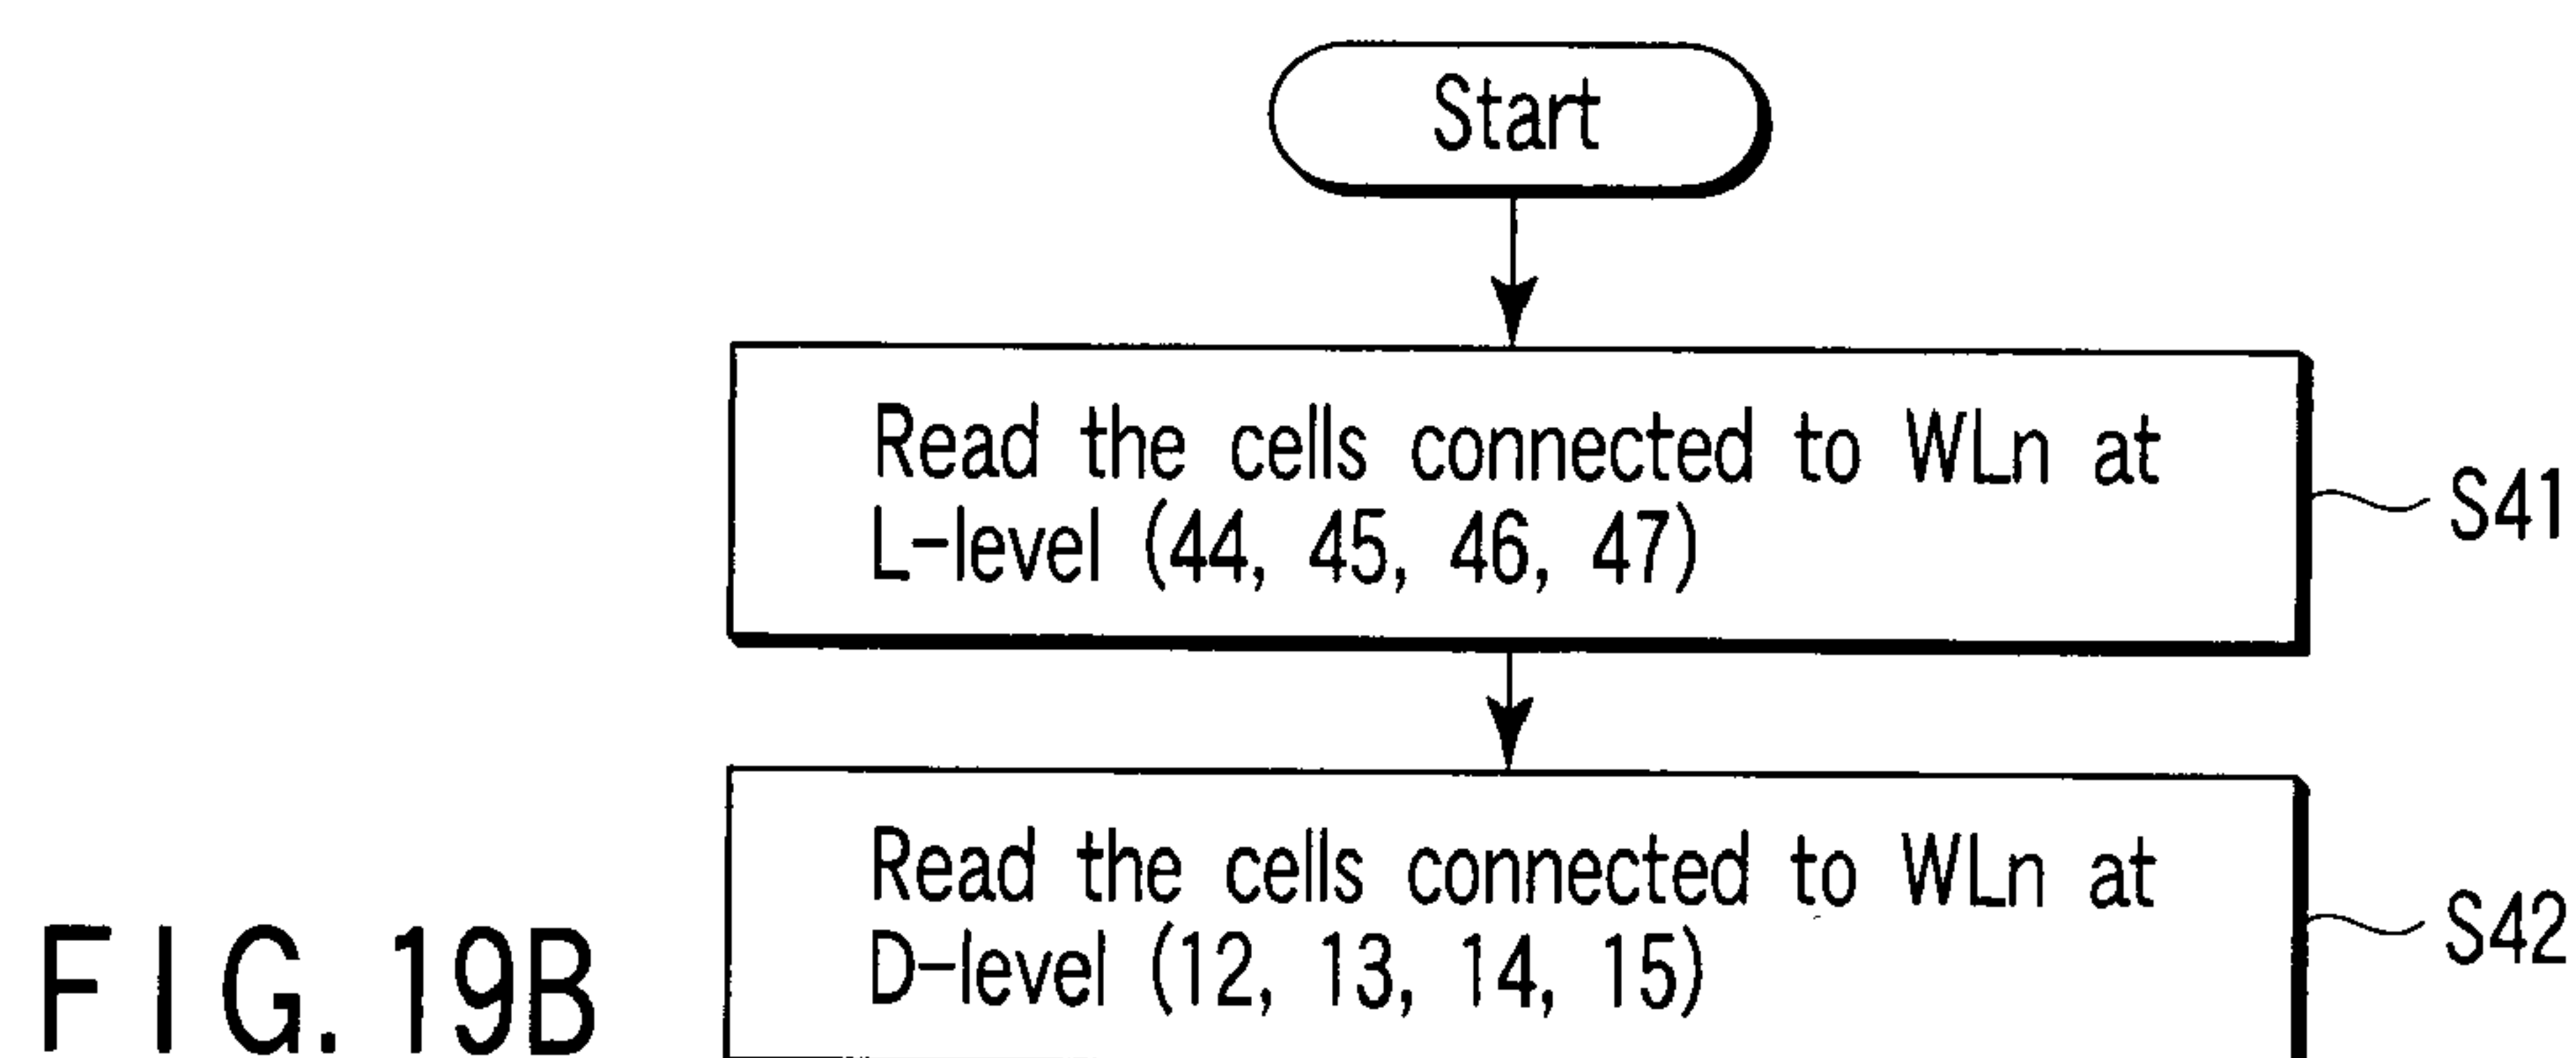 Start
Read the cells connected to WLn at
L-level (44, 45, 46, 47)
S41
Read the cells connected to WLn at
D-level (12, 13, 14, 15)
S42
FIG. 19B